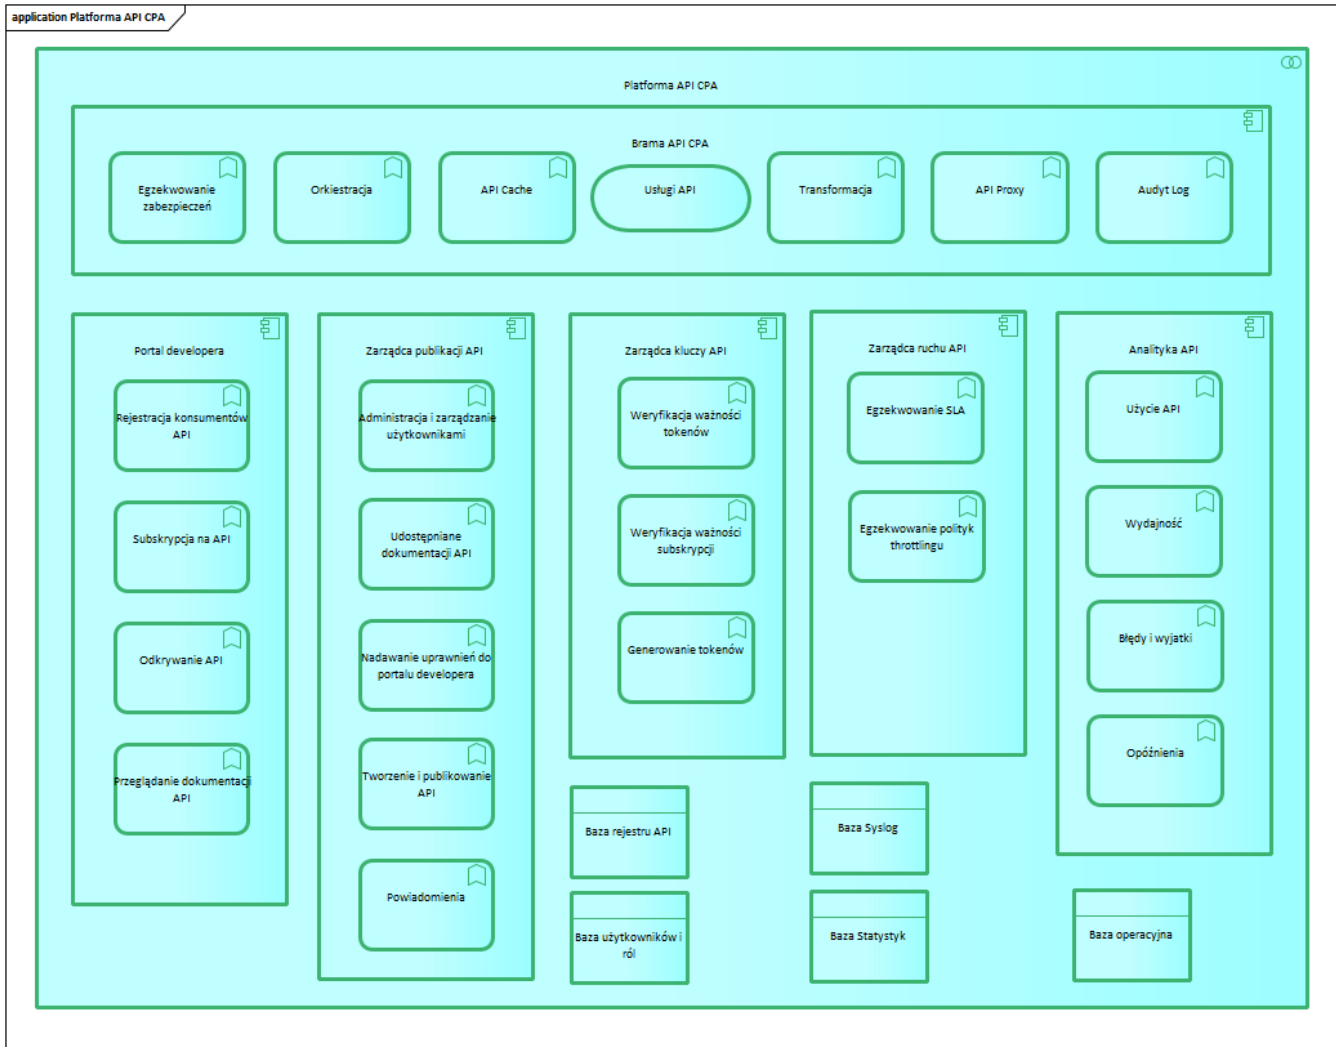 application Platforma API CPA
Platforma API CPA
Brama API CPA
Egzekwowanie
zabezpieczeń
Orkiestracja
API Cache
Usługi API
Transformacja
API Proxy
Audyt Log
Portal developera
Rejestracja konsumentów
API
Subskrypcja na API
Odkrywanie API
Przeglądanie dokumentacji
API
Zarządca publikacji API
Administracja i zarządzanie
użytkownikami
Udostępniane
dokumentacji API
Nadawanie uprawnień do
portalu developera
Tworzenie i publikowanie
API
Powiadomienia
Zarządca kluczy API
Weryfikacja ważności
tokenów
Weryfikacja ważności
subskrypcji
Generowanie tokenów
Zarządca ruchu API
Egzekwowanie SLA
Egzekwowanie polityk
throttlingu
Analityka API
Użycie API
Wydajność
Błędy i wyjatki
Opóźnienia
Baza rejestru API
Baza użytkowników i
ról
Baza Syslog
Baza Statystyk
Baza operacyjna